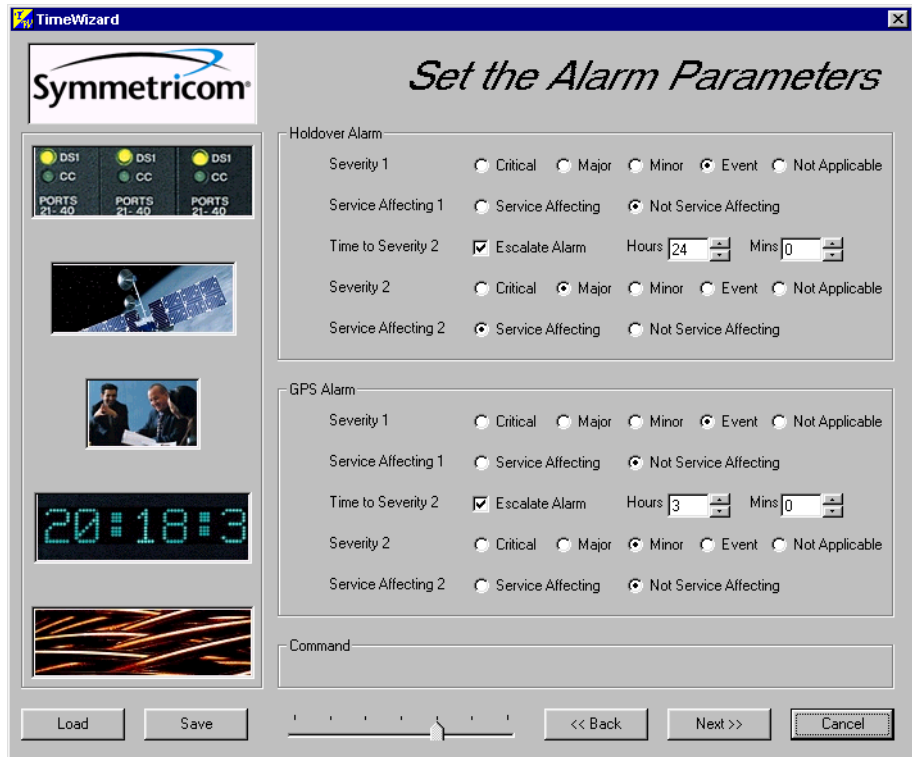 TimeWizard
Symmetricom
Set the Alarm Parameters
DS1 DS1 DS1
CC CC CC
PORTS PORTS PORTS
21-40 21-40 21-40
20:18:3
Holdover Alarm
Severity 1 Critical Major Minor Event Not Applicable
Service Affecting 1 Service Affecting Not Service Affecting
Time to Severity 2 Escalate Alarm Hours 24 Mins 0
Severity 2 Critical Major Minor Event Not Applicable
Service Affecting 2 Service Affecting Not Service Affecting
GPS Alarm
Severity 1 Critical Major Minor Event Not Applicable
Service Affecting 1 Service Affecting Not Service Affecting
Time to Severity 2 Escalate Alarm Hours 3 Mins 0
Severity 2 Critical Major Minor Event Not Applicable
Service Affecting 2 Service Affecting Not Service Affecting
Command
Load Save << Back Next >> Cancel